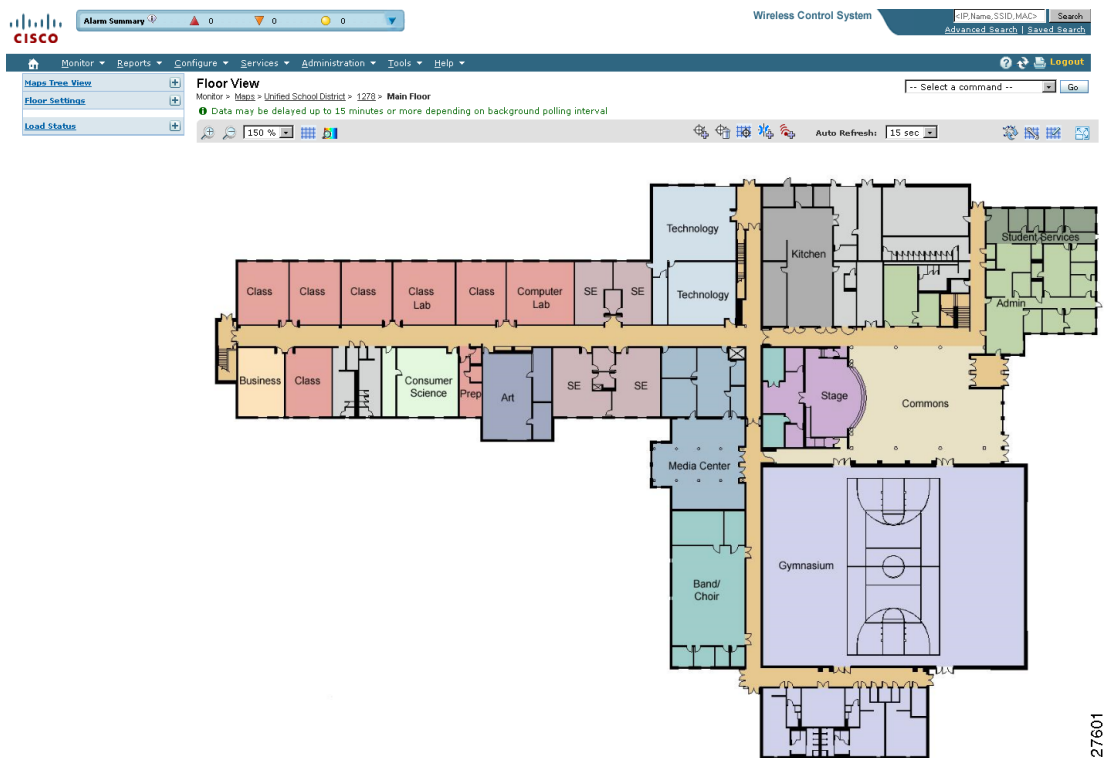 Alarm Summary 0 0 0
Wireless Control System
<IP,Name,SSID,MAC> Search
Advanced Search | Saved Search
CISCO
Monitor Reports Configure Services Administration Tools Help Logout
Maps Tree View
Floor Settings
Load Status
Floor View
Monitor > Maps > Unified School District > 1278 > Main Floor
Data may be delayed up to 15 minutes or more depending on background polling interval
-- Select a command -- Go
150 % Auto Refresh: 15 sec
Technology
Kitchen
Student Services
Class Class Class Class Lab Class Computer Lab SE SE Technology
Admin
Business Class Consumer Science Prep Art SE SE Stage Commons
Media Center
Gymnasium
Band/
Choir
27601